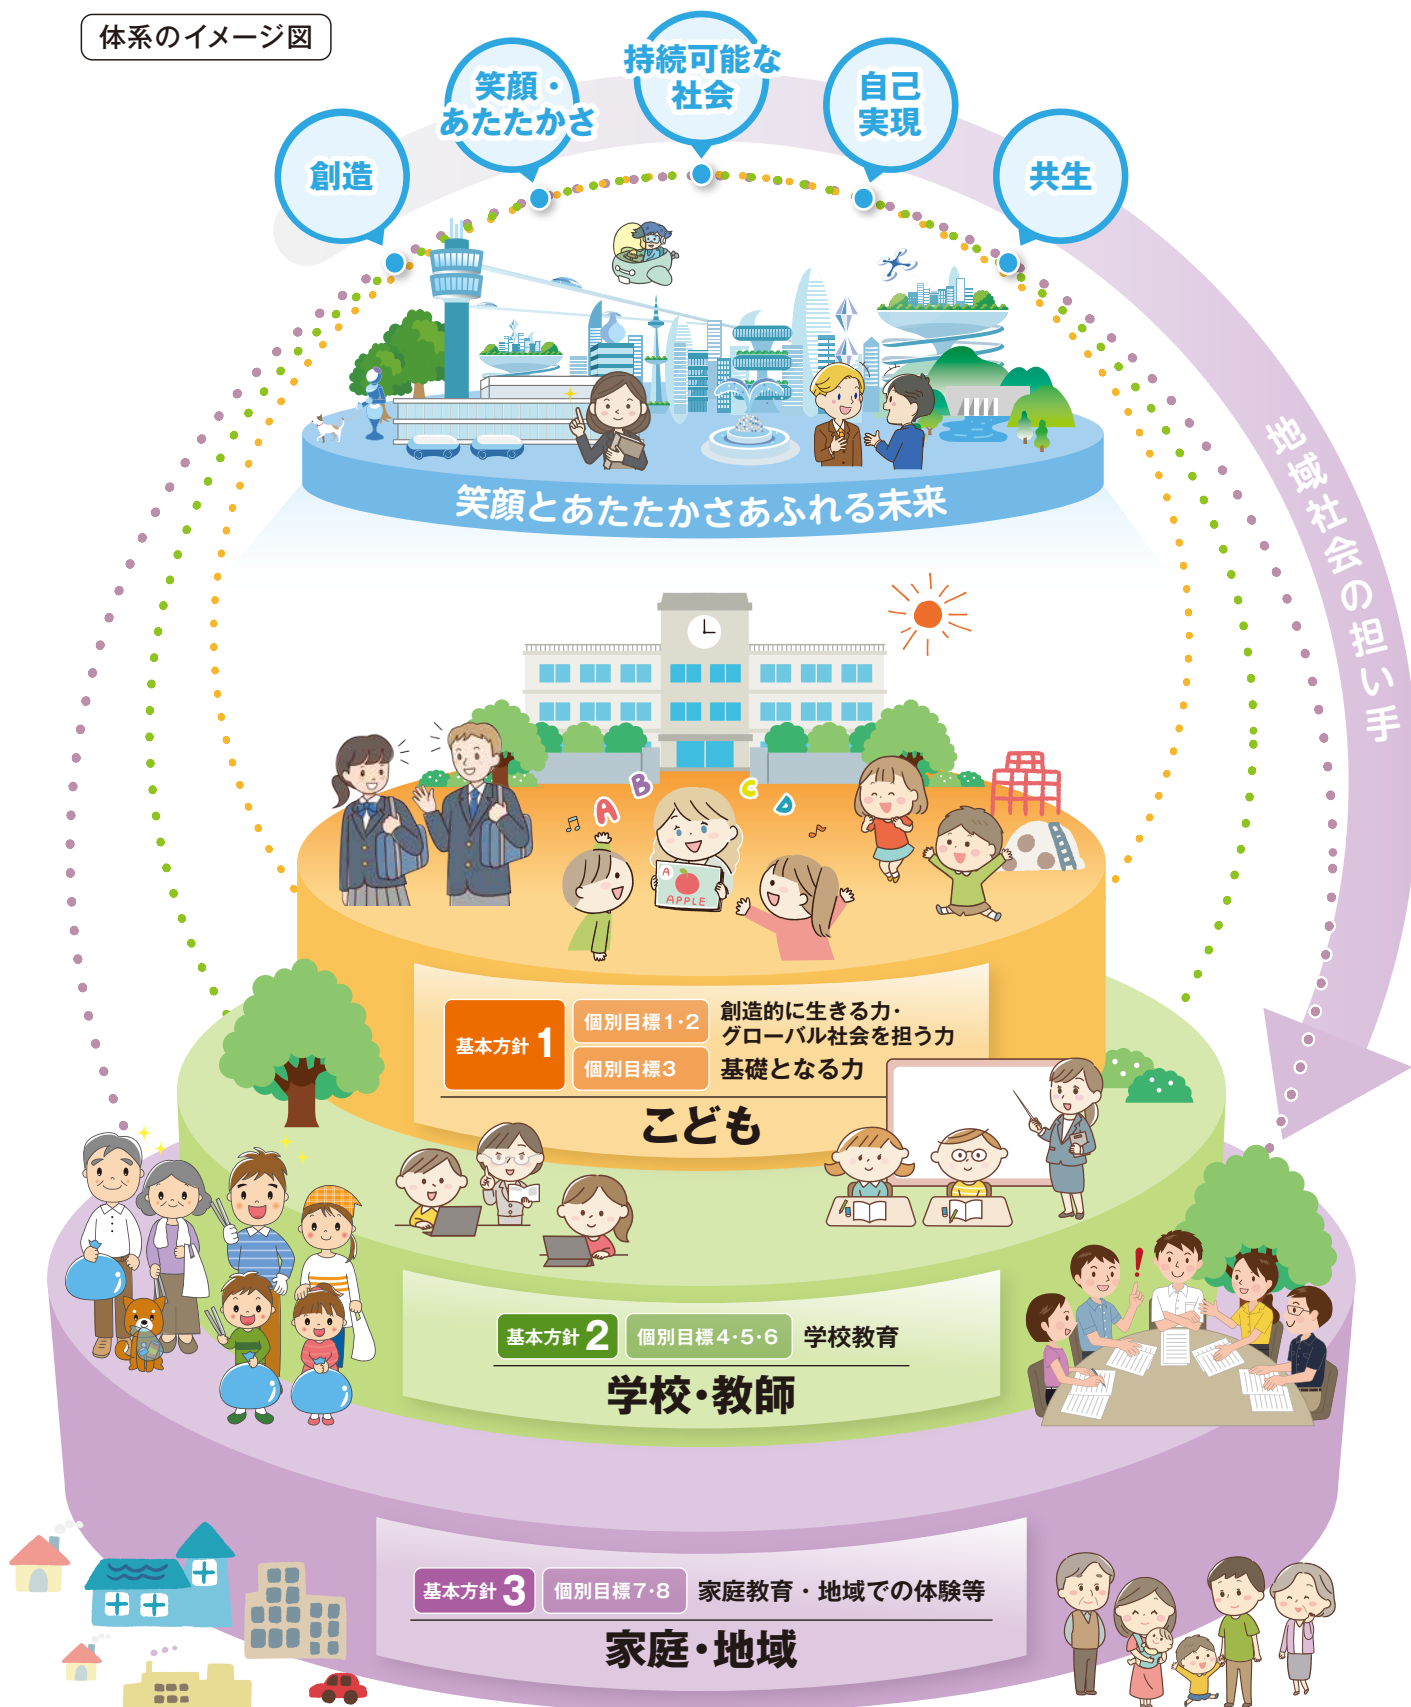 体系のイメージ図
創造
笑顔・
あたたかさ
持続可能な
社会
自己
実現
共生
地域社会の担い手
笑顔とあたたかさあふれる未来
A
B
C
D
A
APPLE
基本方針1
個別目標1・2
創造的に生きる力・
グローバル社会を担う力
個別目標3
基礎となる力
こども
基本方針2
個別目標4・5・6
学校教育
学校・教師
基本方針3
個別目標7・8
家庭教育・地域での体験等
家庭・地域